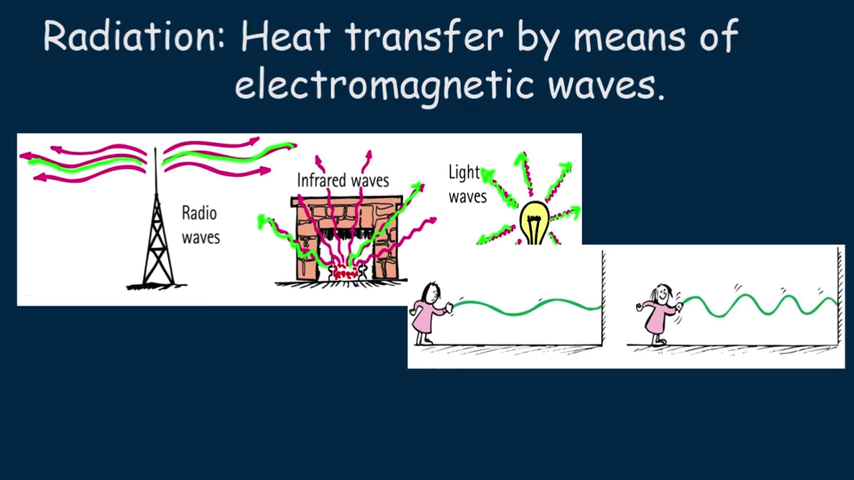 Radiation: Heat transfer by means of
electromagnetic waves.
Radio
waves
Infrared waves
Light
waves